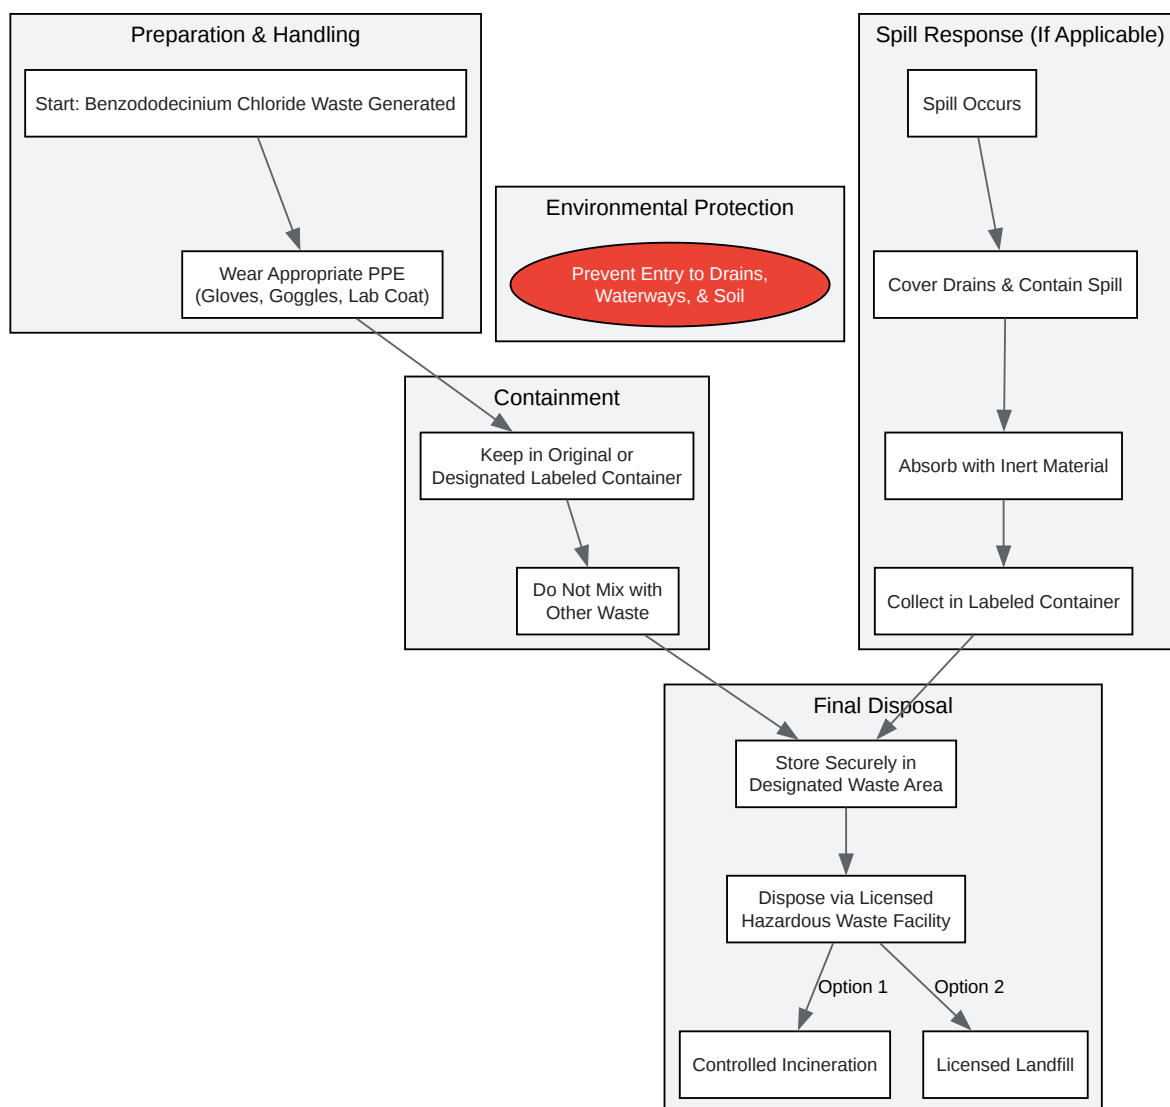 Preparation & Handling
Start: Benzododecinium Chloride Waste Generated
Wear Appropriate PPE
(Gloves, Goggles, Lab Coat)
Environmental Protection
Prevent Entry to Drains,
Waterways, & Soil
Containment
Keep in Original or
Designated Labeled Container
Do Not Mix with
Other Waste
Spill Response (If Applicable)
Spill Occurs
Cover Drains & Contain Spill
Absorb with Inert Material
Collect in Labeled Container
Final Disposal
Store Securely in
Designated Waste Area
Dispose via Licensed
Hazardous Waste Facility
Option 1
Option 2
Controlled Incineration
Licensed Landfill